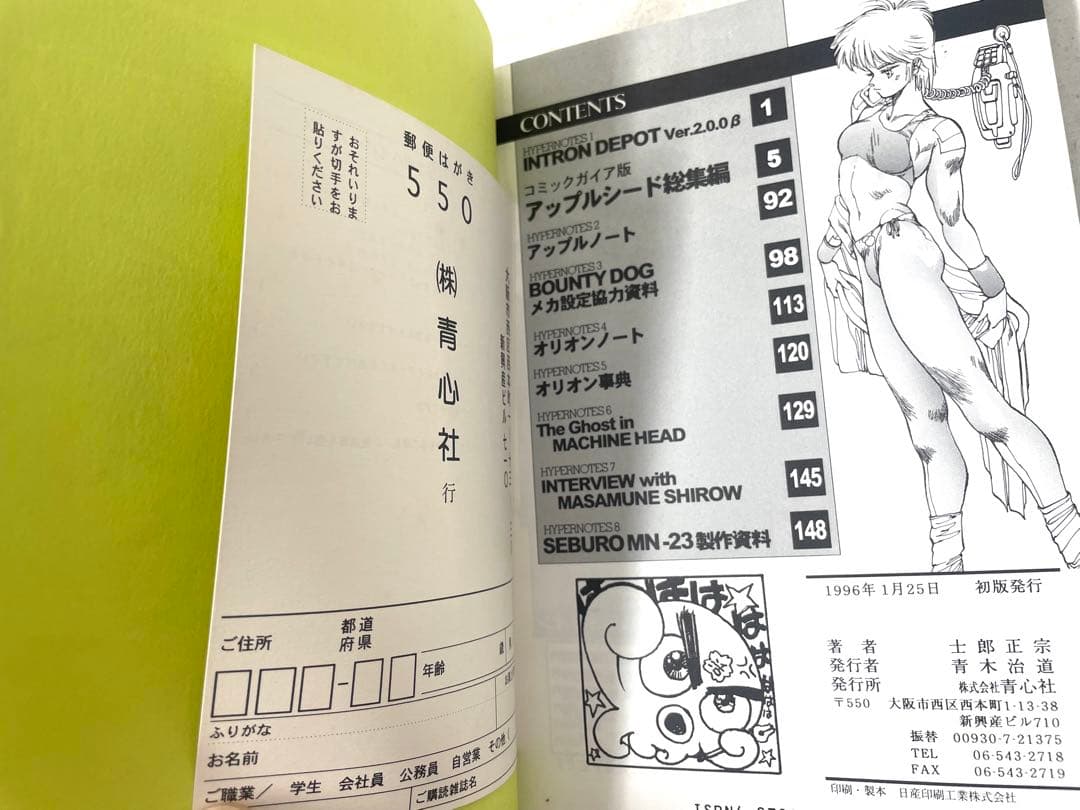 おそれいりま
すが切手をお
貼りください
郵便はがき
550
㈱青心社 行
新興産ビル七一〇
ご住所
都道
府県
年齢
歳
ふりがな
お名前
ご職業/ 学生 会社員 公務員 自営業 その他
ご購読雑誌名
CONTENTS
HYPERNOTES 1
INTRON DEPOT Ver.2.0.0β
1
コミックガイア版
アップルシード総集編
5
HYPERNOTES 2
アップルノート
92
HYPERNOTES 3
BOUNTY DOG
メカ設定協力資料
98
HYPERNOTES 4
オリオンノート
113
HYPERNOTES 5
オリオン事典
120
HYPERNOTES 6
The Ghost in
MACHINE HEAD
129
HYPERNOTES 7
INTERVIEW with
MASAMUNE SHIROW
145
HYPERNOTES 8
SEBURO MN-23製作資料
148
1996年1月25日 初版発行
著者 士郎正宗
発行者 青木治道
発行所 株式会社青心社
〒550 大阪市西区西本町1-13-38
新興産ビル710
振替 00930-7-21375
TEL 06-543-2718
FAX 06-543-2719
印刷・製本 日産印刷工業株式会社